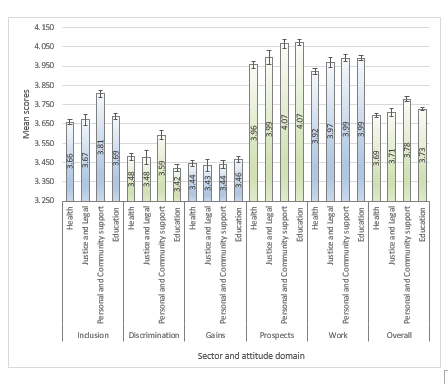 4.150
4.050
3.950
3.850
3.750
3.650
3.550
3.450
3.350
3.250
Mean scores
3.66
3.67
3.81
3.69
3.48
3.48
3.59
3.42
3.44
3.43
3.44
3.46
3.96
3.99
4.07
4.07
3.92
3.97
3.99
3.99
3.69
3.71
3.78
3.73
Health
Justice and Legal
Personal and Community support
Education
Health
Justice and Legal
Personal and Community support
Education
Health
Justice and Legal
Personal and Community support
Education
Health
Justice and Legal
Personal and Community support
Education
Health
Justice and Legal
Personal and Community support
Education
Health
Justice and Legal
Personal and Community support
Education
Inclusion
Discrimination
Gains
Prospects
Work
Overall
Sector and attitude domain